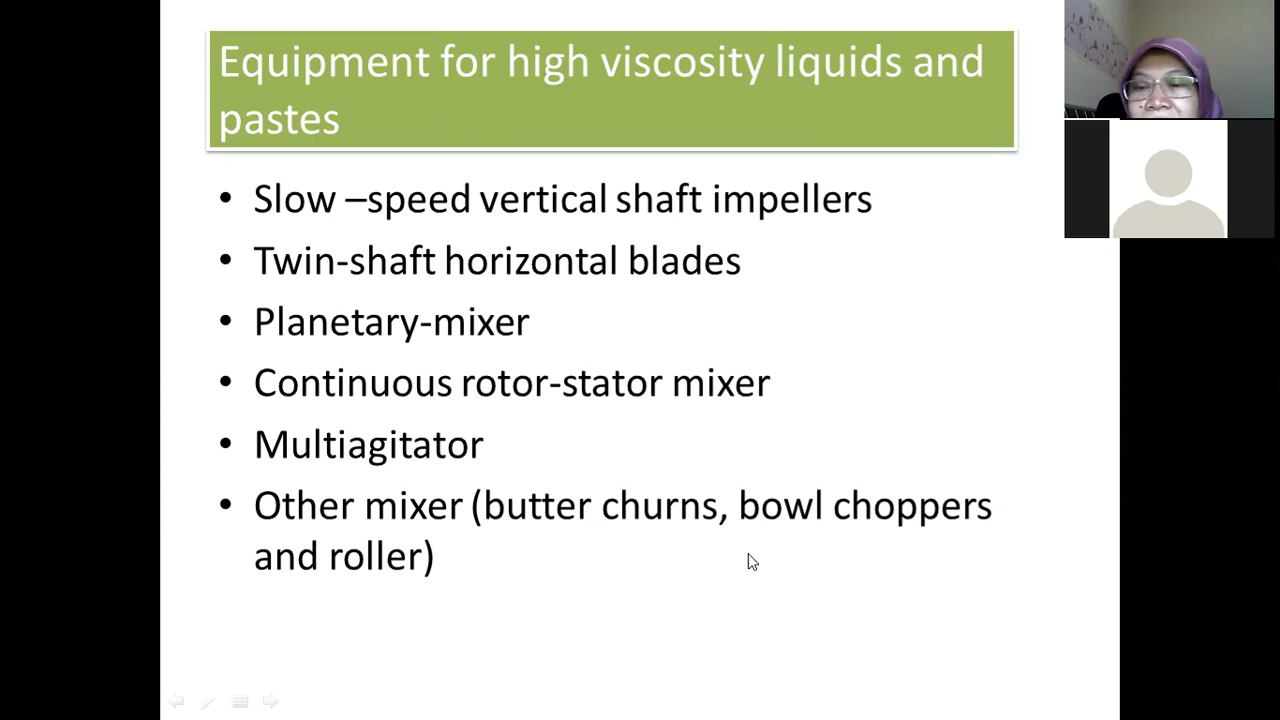 Equipment for high viscosity liquids and
pastes
• Slow –speed vertical shaft impellers
• Twin-shaft horizontal blades
• Planetary-mixer
• Continuous rotor-stator mixer
• Multiagitator
• Other mixer (butter churns, bowl choppers
and roller)